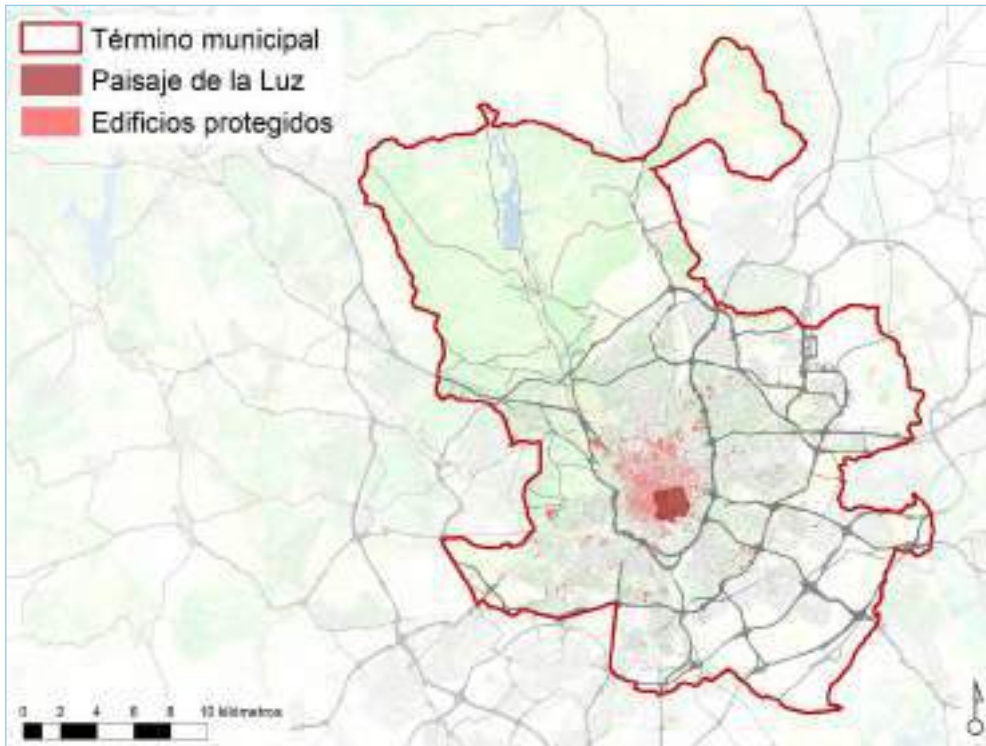 Término municipal
Paisaje de la Luz
Edificios protegidos
0 2 4 6 8 10 kilómetros